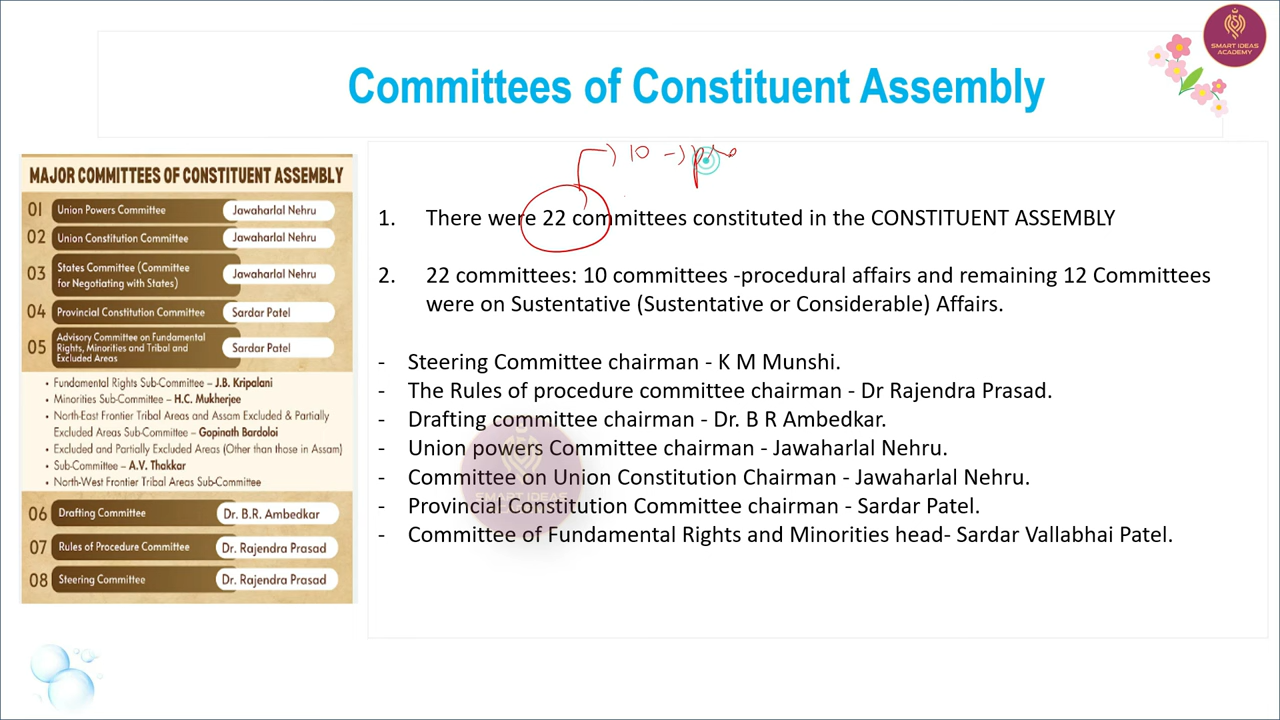 SMART IDEAS
ACADEMY
Committees of Constituent Assembly
10 -> pro
MAJOR COMMITTEES OF CONSTITUENT ASSEMBLY
01 Union Powers Committee Jawaharlal Nehru
02 Union Constitution Committee Jawaharlal Nehru
03 States Committee (Committee
for Negotiating with States) Jawaharlal Nehru
04 Provincial Constitution Committee Sardar Patel
05 Advisory Committee on Fundamental
Rights, Minorities and Tribal and
Excluded Areas Sardar Patel
• Fundamental Rights Sub-Committee – J.B. Kripalani
• Minorities Sub-Committee – H.C. Mukherjee
• North-East Frontier Tribal Areas and Assam Excluded & Partially
Excluded Areas Sub-Committee – Gopinath Bardoloi
• Excluded and Partially Excluded Areas (Other than those in Assam)
• Sub-Committee – A.V. Thakkar
• North-West Frontier Tribal Areas Sub-Committee
06 Drafting Committee Dr. B.R. Ambedkar
07 Rules of Procedure Committee Dr. Rajendra Prasad
08 Steering Committee Dr. Rajendra Prasad
1. There were 22 committees constituted in the CONSTITUENT ASSEMBLY
2. 22 committees: 10 committees -procedural affairs and remaining 12 Committees
were on Sustentative (Sustentative or Considerable) Affairs.
- Steering Committee chairman - K M Munshi.
- The Rules of procedure committee chairman - Dr Rajendra Prasad.
- Drafting committee chairman - Dr. B R Ambedkar.
- Union powers Committee chairman - Jawaharlal Nehru.
- Committee on Union Constitution Chairman - Jawaharlal Nehru.
- Provincial Constitution Committee chairman - Sardar Patel.
- Committee of Fundamental Rights and Minorities head- Sardar Vallabhai Patel.
SMART IDEAS